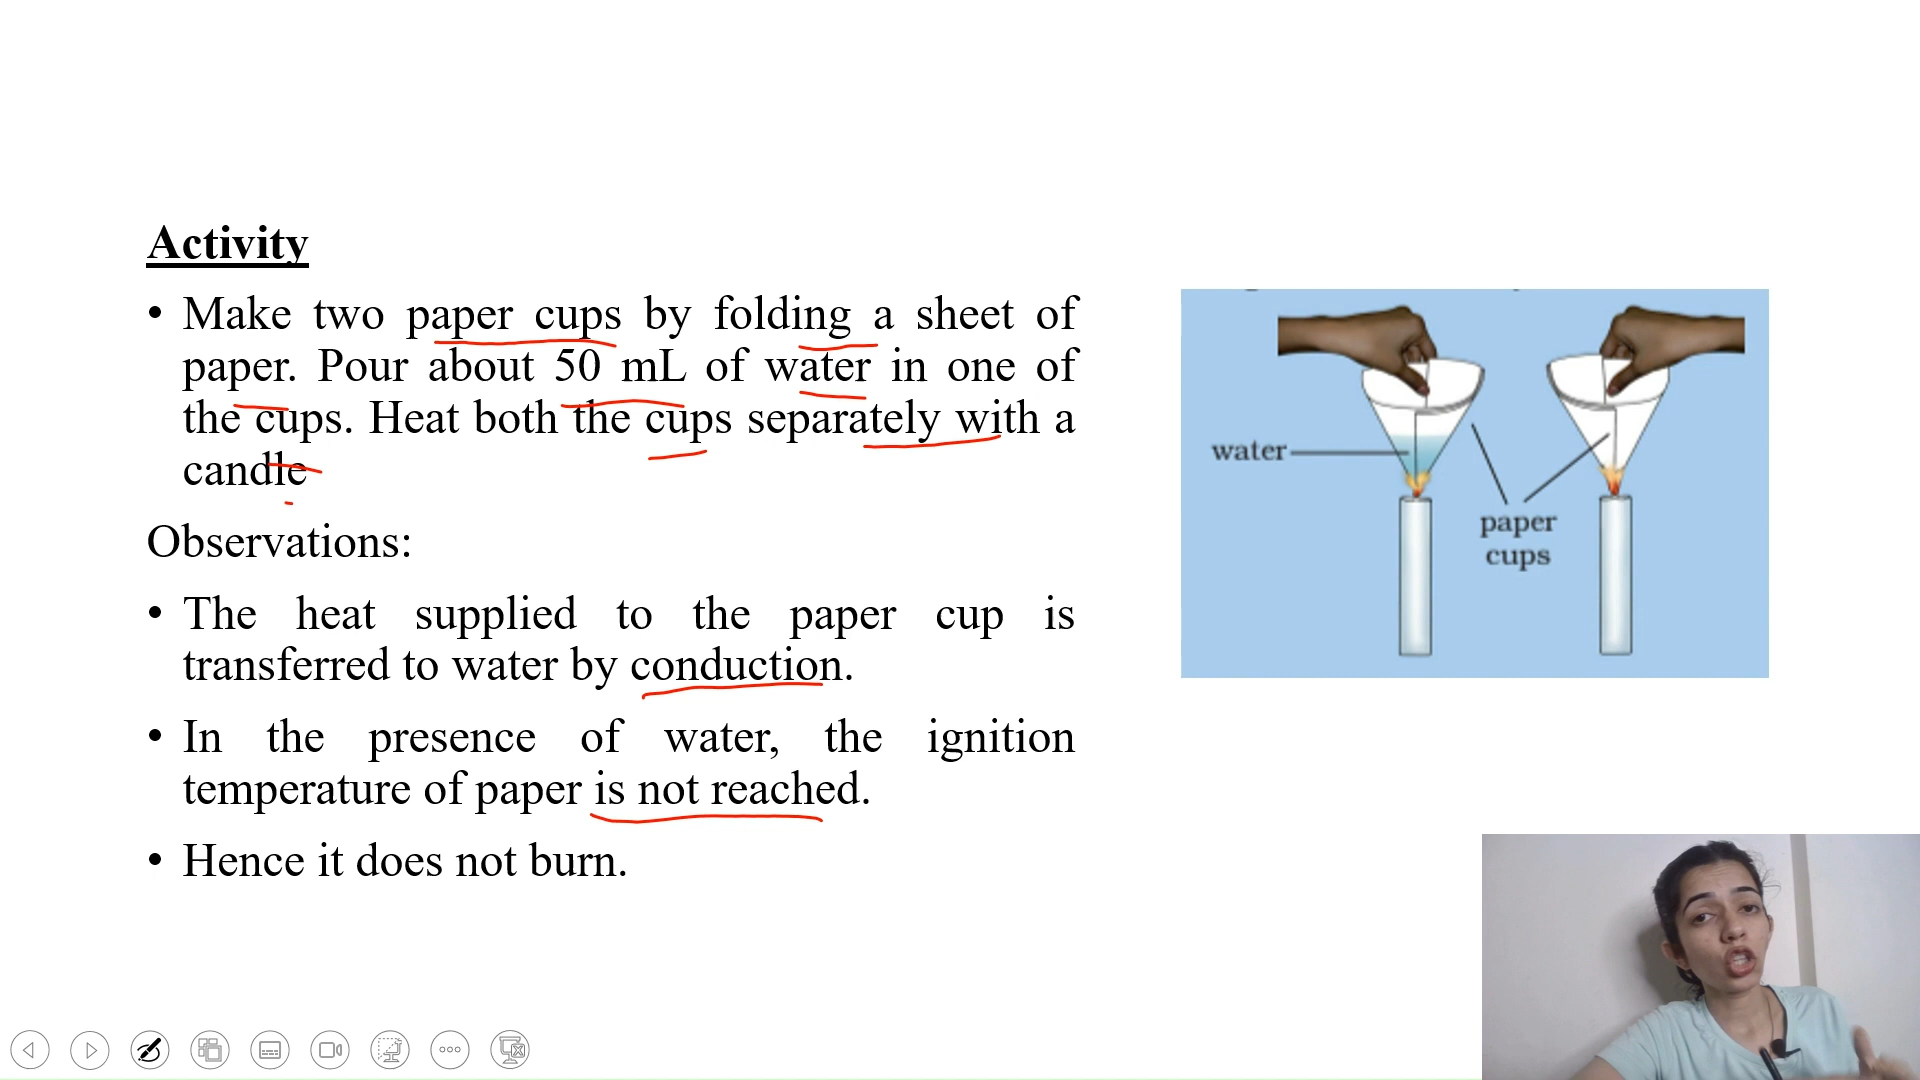 Activity
• Make two paper cups by folding a sheet of
paper. Pour about 50 mL of water in one of
the cups. Heat both the cups separately with a
candle
Observations:
• The heat supplied to the paper cup is
transferred to water by conduction.
• In the presence of water, the ignition
temperature of paper is not reached.
• Hence it does not burn.
water
paper
cups